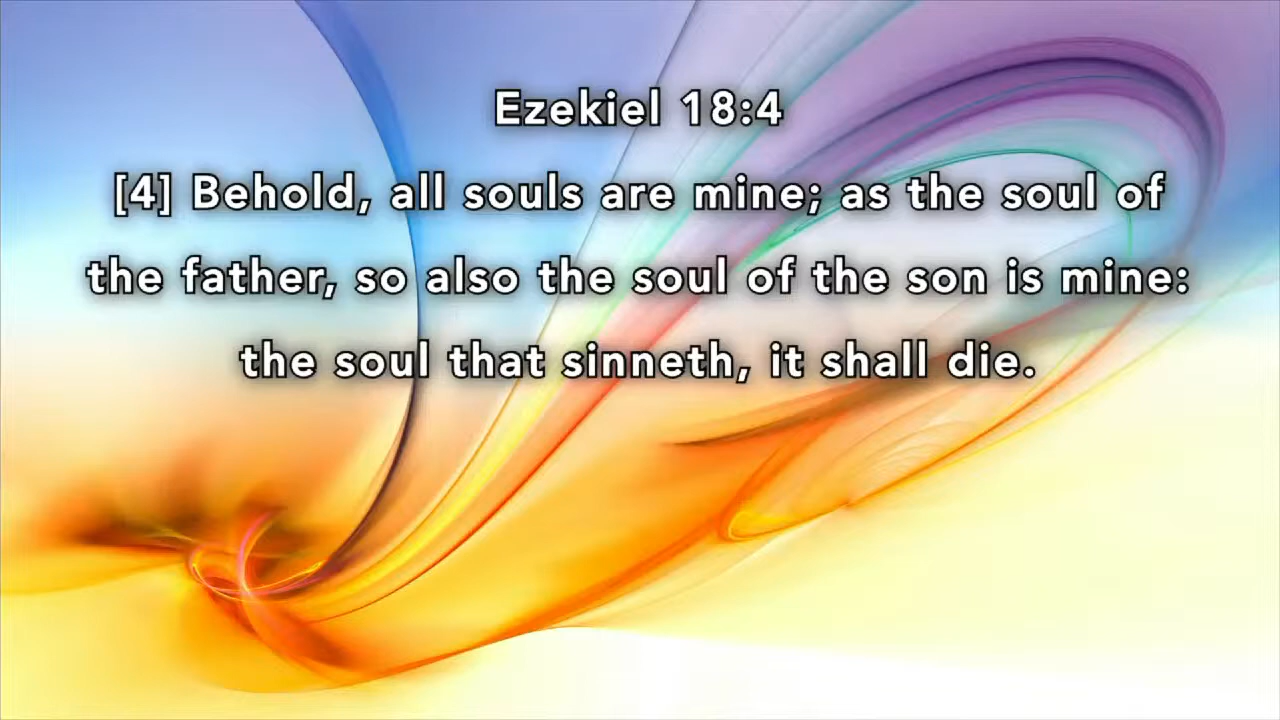 Ezekiel 18:4
[4] Behold, all souls are mine; as the soul of
the father, so also the soul of the son is mine:
the soul that sinneth, it shall die.